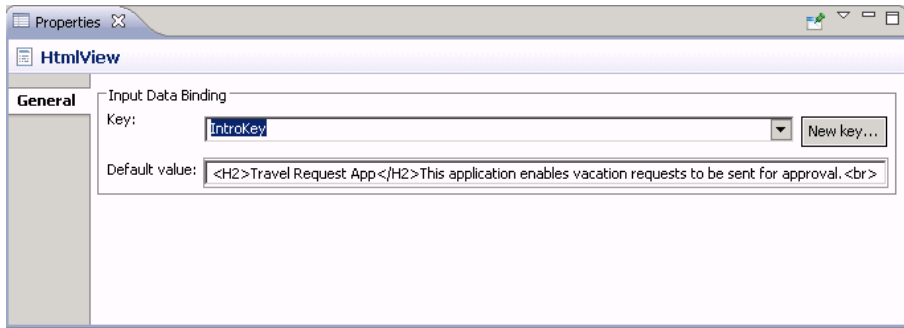 Properties
HtmlView
General
Input Data Binding
Key:
IntroKey
New key...
Default value:
<H2>Travel Request App</H2>This application enables vacation requests to be sent for approval.<br>